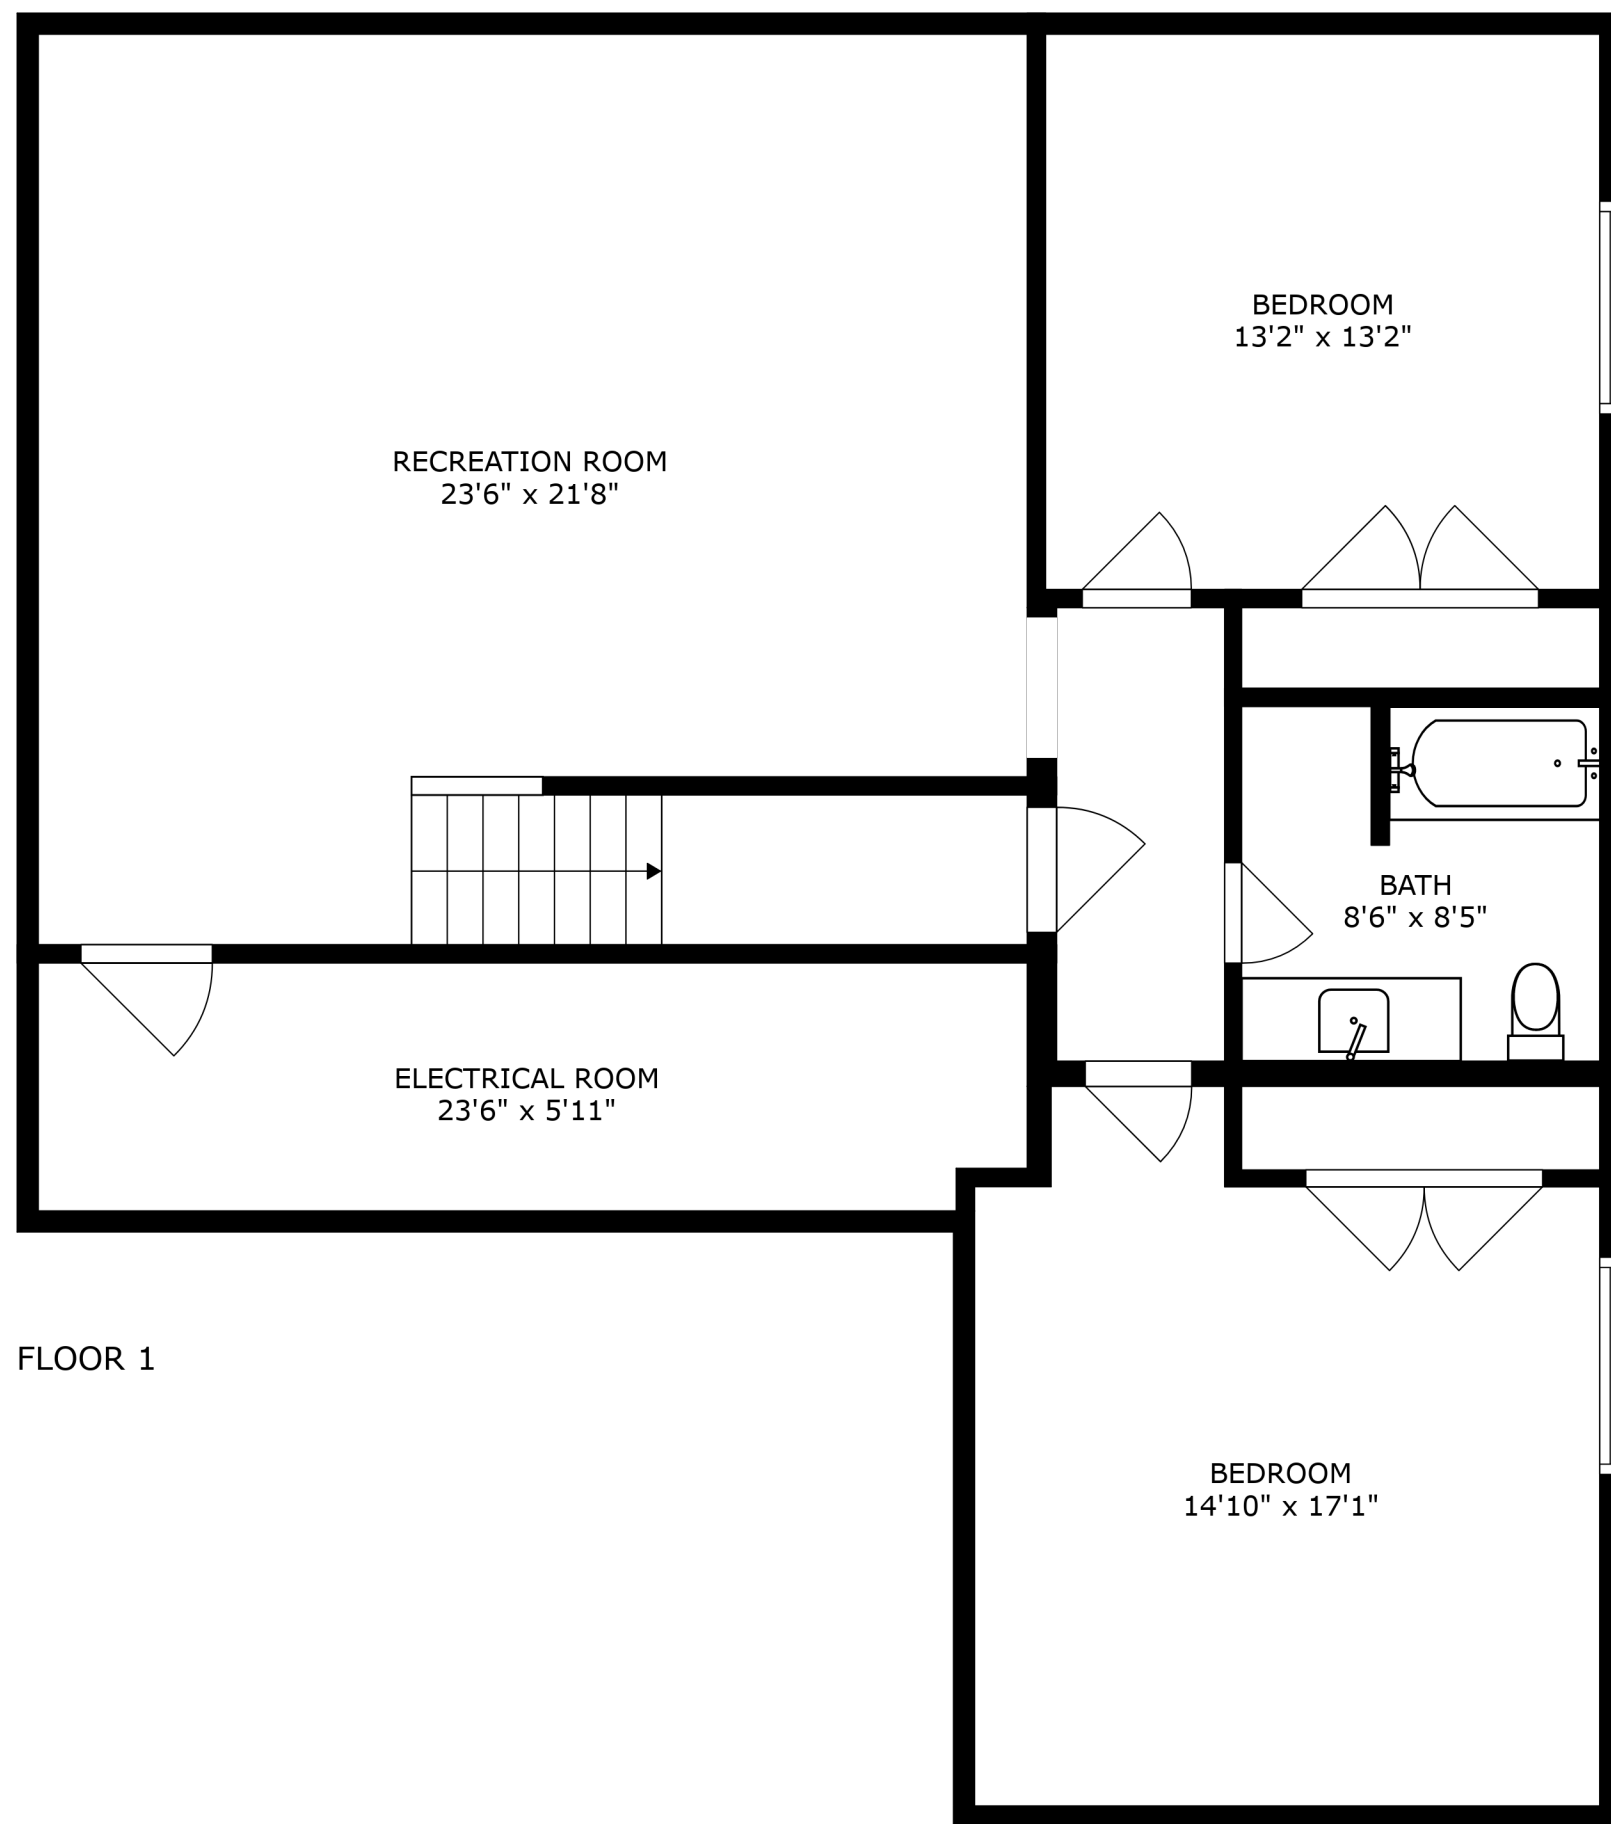 BEDROOM
13'2" x 13'2"
RECREATION ROOM
23'6" x 21'8"
BATH
8'6" x 8'5"
ELECTRICAL ROOM
23'6" x 5'11"
FLOOR 1
BEDROOM
14'10" x 17'1"